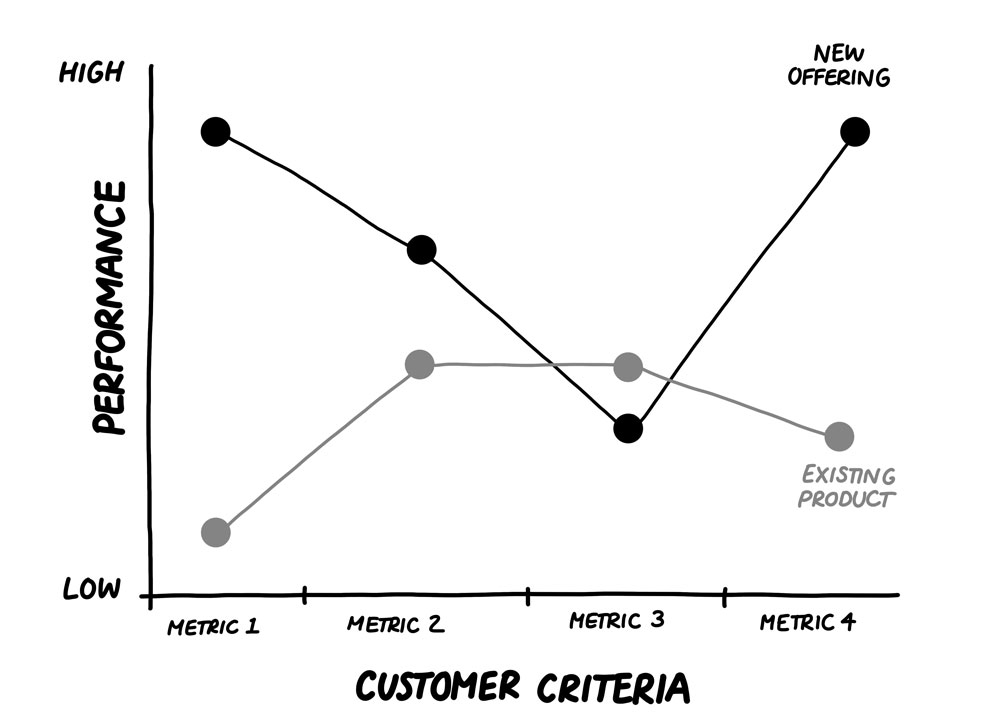 HIGH
NEW
OFFERING
PERFORMANCE
EXISTING
PRODUCT
LOW
METRIC 1
METRIC 2
METRIC 3
METRIC 4
CUSTOMER CRITERIA